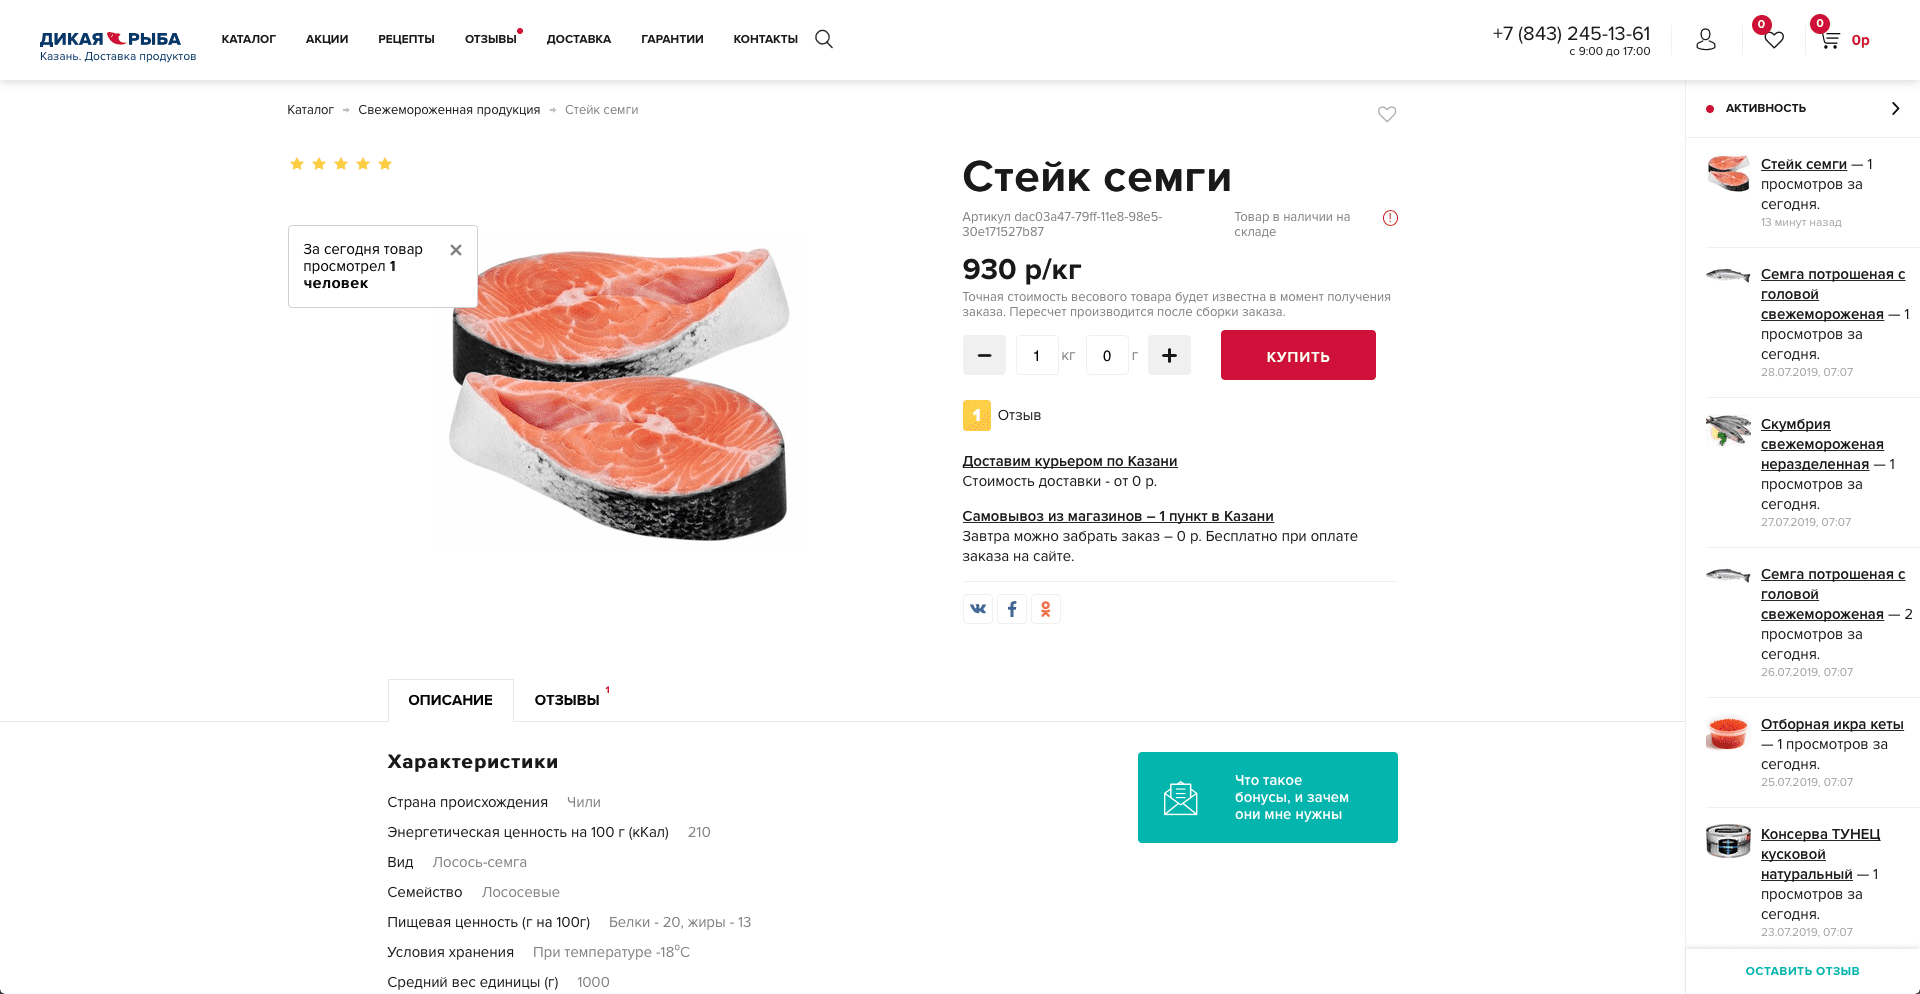 ДИКАЯ РЫБА
Казань. Доставка продуктов
КАТАЛОГ
АКЦИИ
РЕЦЕПТЫ
ОТЗЫВЫ
ДОСТАВКА
ГАРАНТИИ
КОНТАКТЫ
+7 (843) 245-13-61
с 9:00 до 17:00
0
0
0р
Каталог
Свежемороженная продукция
Стейк семги
За сегодня товар
просмотрел 1
человек
Стейк семги
Артикул dac03a47-79ff-11e8-98e5-
30e171527b87
Товар в наличии на
складе
930 р/кг
Точная стоимость весового товара будет известна в момент получения
заказа. Пересчет производится после сборки заказа.
1 кг 0 г
КУПИТЬ
1 Отзыв
Доставим курьером по Казани
Стоимость доставки - от 0 р.
Самовывоз из магазинов – 1 пункт в Казани
Завтра можно забрать заказ – 0 р. Бесплатно при оплате
заказа на сайте.
ОПИСАНИЕ
ОТЗЫВЫ 1
Характеристики
Страна происхождения Чили
Энергетическая ценность на 100 г (кКал) 210
Вид Лосось-семга
Семейство Лососевые
Пищевая ценность (г на 100г) Белки - 20, жиры - 13
Условия хранения При температуре -18⁰С
Средний вес единицы (г) 1000
Что такое
бонусы, и зачем
они мне нужны
АКТИВНОСТЬ
Стейк семги — 1
просмотров за
сегодня.
13 минут назад
Семга потрошеная с
головой
свежемороженая — 1
просмотров за
сегодня.
28.07.2019, 07:07
Скумбрия
свежемороженая
неразделенная — 1
просмотров за
сегодня.
27.07.2019, 07:07
Семга потрошеная с
головой
свежемороженая — 2
просмотров за
сегодня.
26.07.2019, 07:07
Отборная икра кеты
— 1 просмотров за
сегодня.
25.07.2019, 07:07
Консерва ТУНЕЦ
кусковой
натуральный — 1
просмотров за
сегодня.
23.07.2019, 07:07
ОСТАВИТЬ ОТЗЫВ